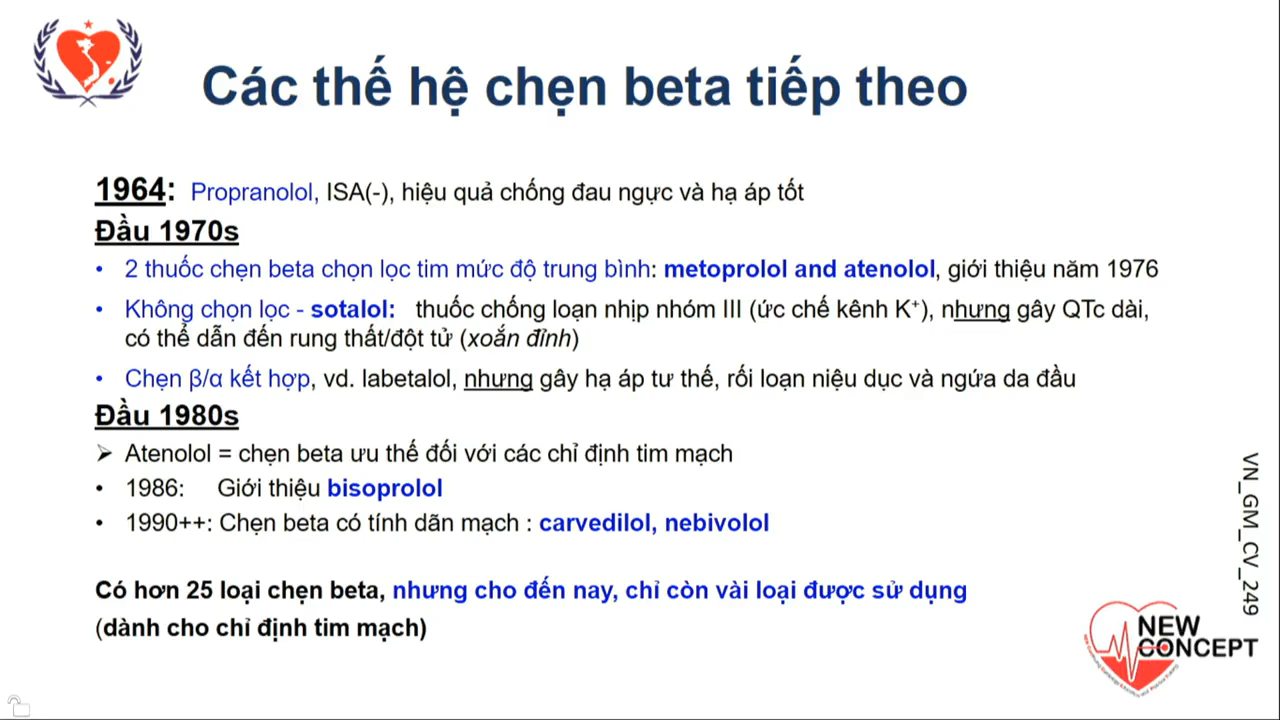 Các thế hệ chẹn beta tiếp theo
1964: Propranolol, ISA(-), hiệu quả chống đau ngực và hạ áp tốt
Đầu 1970s
• 2 thuốc chẹn beta chọn lọc tim mức độ trung bình: metoprolol and atenolol, giới thiệu năm 1976
• Không chọn lọc - sotalol: thuốc chống loạn nhịp nhóm III (ức chế kênh K⁺), nhưng gây QTc dài,
có thể dẫn đến rung thất/đột tử (xoắn đỉnh)
• Chẹn β/α kết hợp, vd. labetalol, nhưng gây hạ áp tư thế, rối loạn niệu dục và ngứa da đầu
Đầu 1980s
➢ Atenolol = chẹn beta ưu thế đối với các chỉ định tim mạch
• 1986: Giới thiệu bisoprolol
• 1990++: Chẹn beta có tính dãn mạch : carvedilol, nebivolol
Có hơn 25 loại chẹn beta, nhưng cho đến nay, chỉ còn vài loại được sử dụng
(dành cho chỉ định tim mạch)
VN_GM_CV_249
NEW
CONCEPT